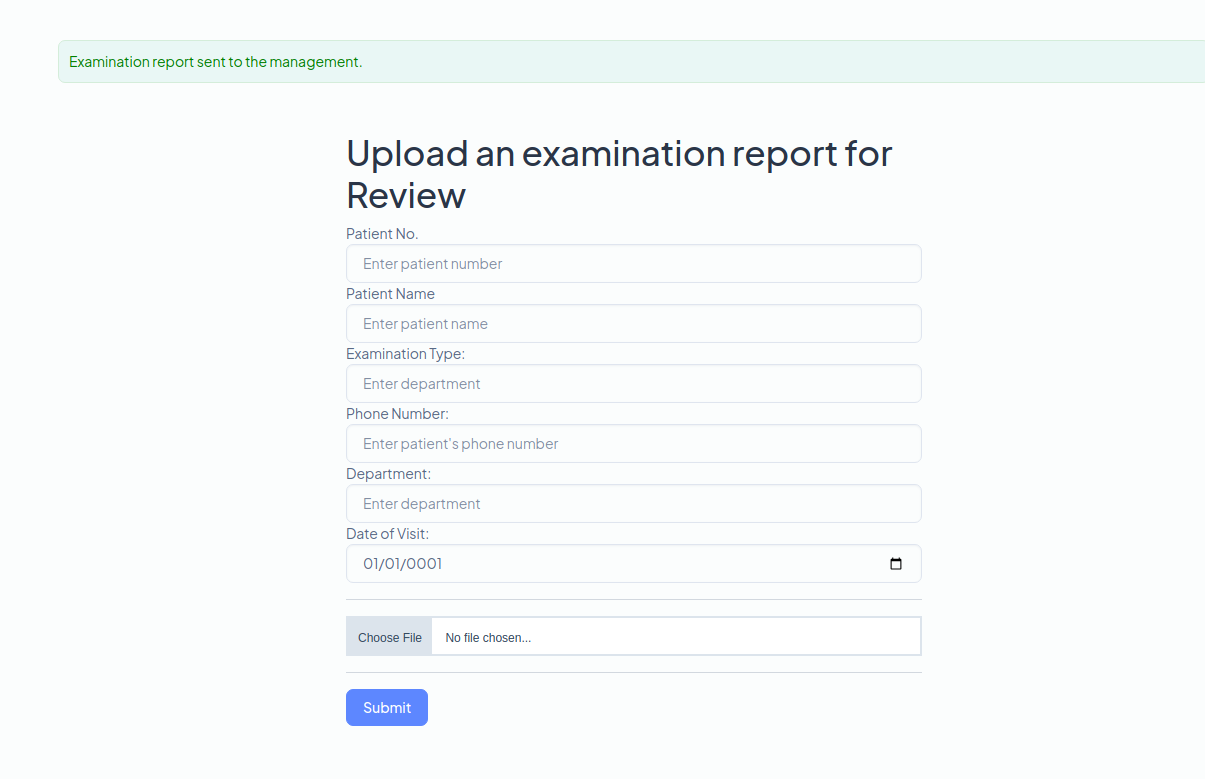 Examination report sent to the management.
Upload an examination report for
Review
Patient No.
Enter patient number
Patient Name
Enter patient name
Examination Type:
Enter department
Phone Number:
Enter patient's phone number
Department:
Enter department
Date of Visit:
01/01/0001
Choose File No file chosen...
Submit